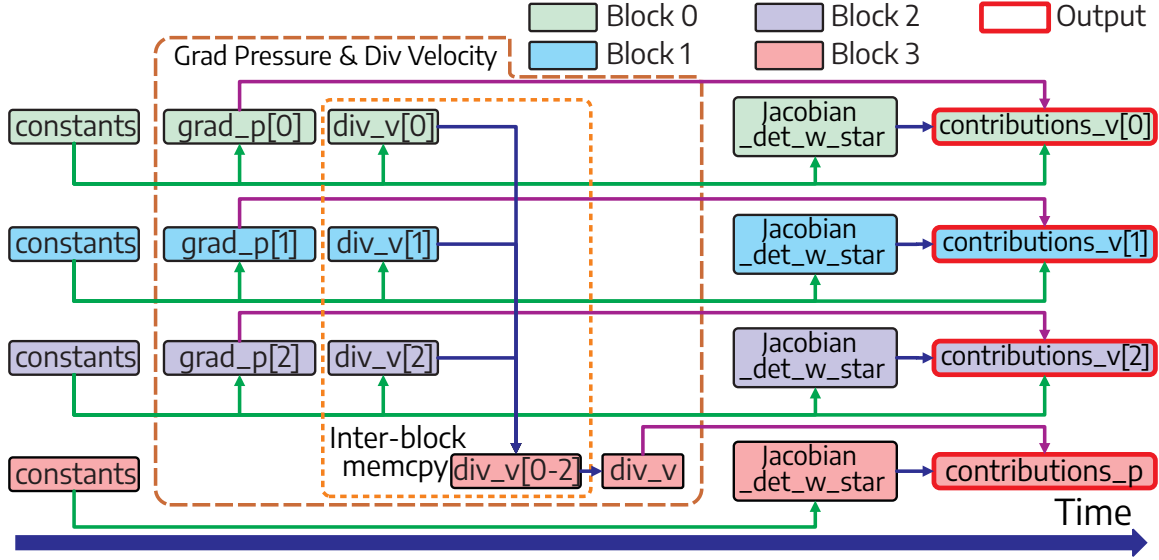 Block 0
Block 2
Output
Block 1
Block 3
Grad Pressure & Div Velocity
constants
grad_p[0]
div_v[0]
Jacobian
_det_w_star
contributions_v[0]
constants
grad_p[1]
div_v[1]
Jacobian
_det_w_star
contributions_v[1]
constants
grad_p[2]
div_v[2]
Jacobian
_det_w_star
contributions_v[2]
Inter-block
memcpy
constants
div_v[0-2]
div_v
Jacobian
_det_w_star
contributions_p
Time